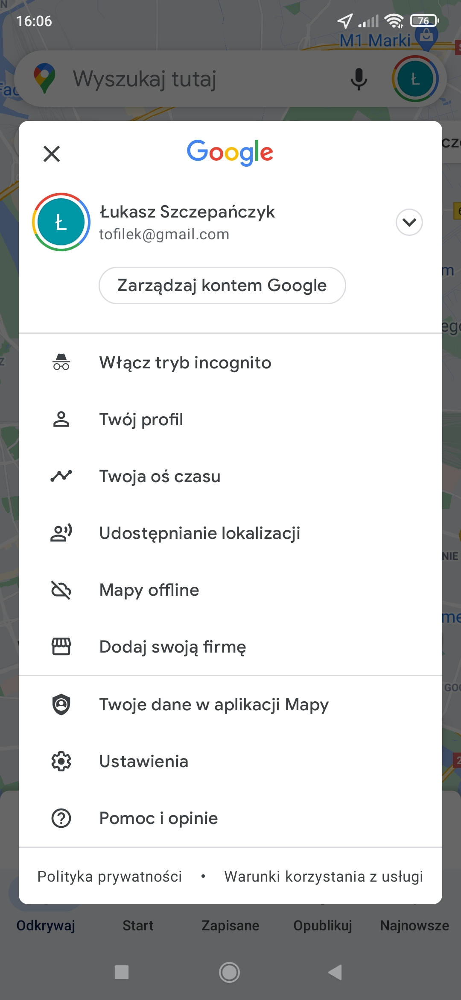 16:06
76
M1 Marki
Wyszukaj tutaj
Ł
Google
Łukasz Szczepańczyk
Ł
tofilek@gmail.com
Zarządzaj kontem Google
Włącz tryb incognito
Twój profil
Twoja oś czasu
Udostępnianie lokalizacji
Mapy offline
Dodaj swoją firmę
NIE
Twoje dane w aplikacji Mapy
Ustawienia
Pomoc i opinie
Polityka prywatności • Warunki korzystania z usługi
Odkrywaj Start Zapisane Opublikuj Najnowsze